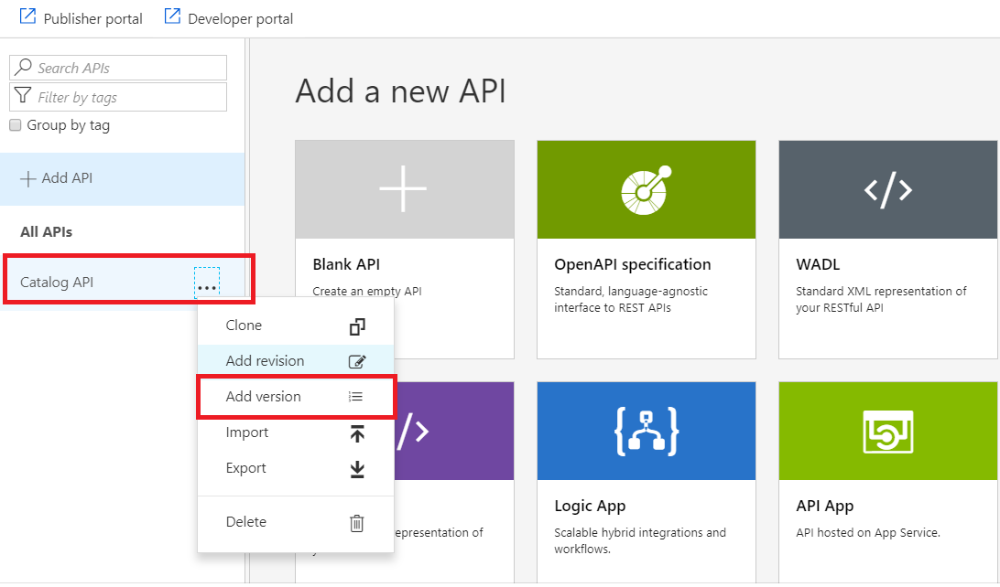 Publisher portal
Developer portal
Search APIs
Filter by tags
Group by tag
Add API
All APIs
Catalog API
...
Clone
Add revision
Add version
Import
Export
Delete
Add a new API
Blank API
Create an empty API
OpenAPI specification
Standard, language-agnostic
interface to REST APIs
WADL
Standard XML representation of
your RESTful API
epresentation of
Logic App
Scalable hybrid integrations and
workflows.
API App
API hosted on App Service.